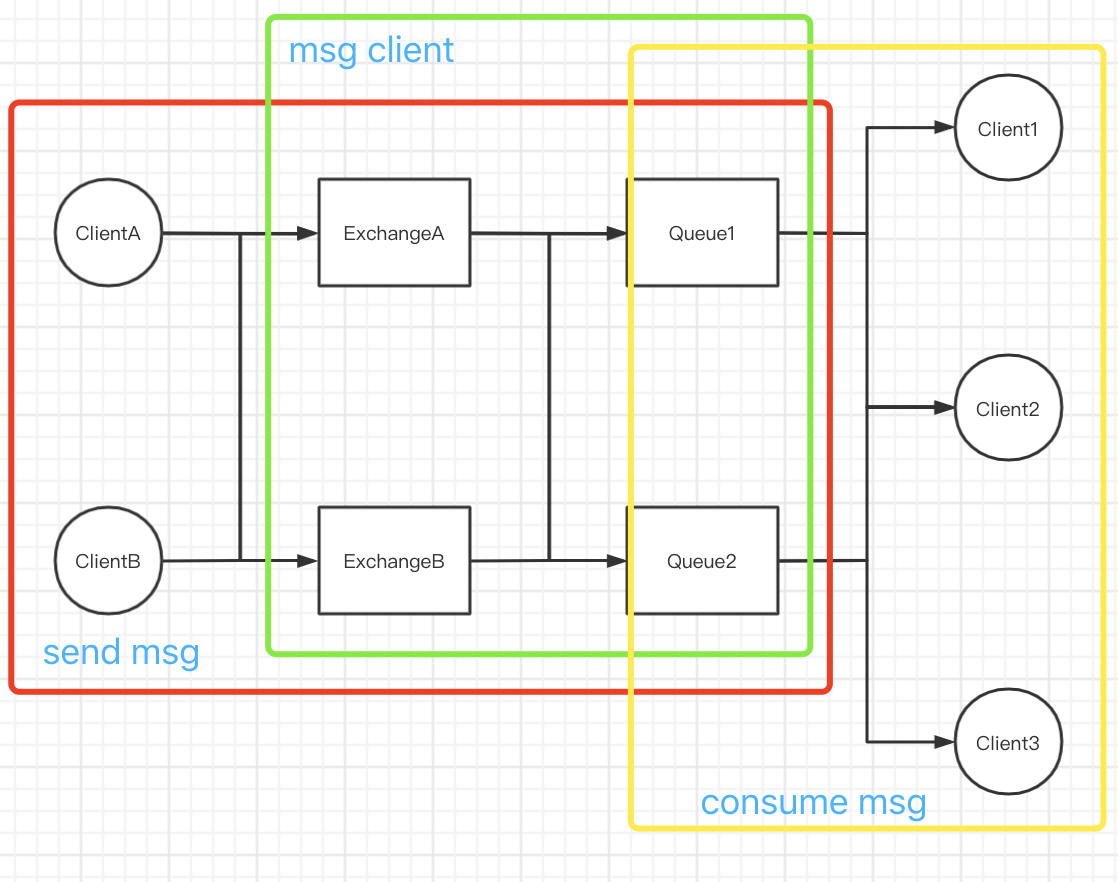 msg client
Client1
ClientA
ExchangeA
Queue1
Client2
ClientB
ExchangeB
Queue2
send msg
Client3
consume msg